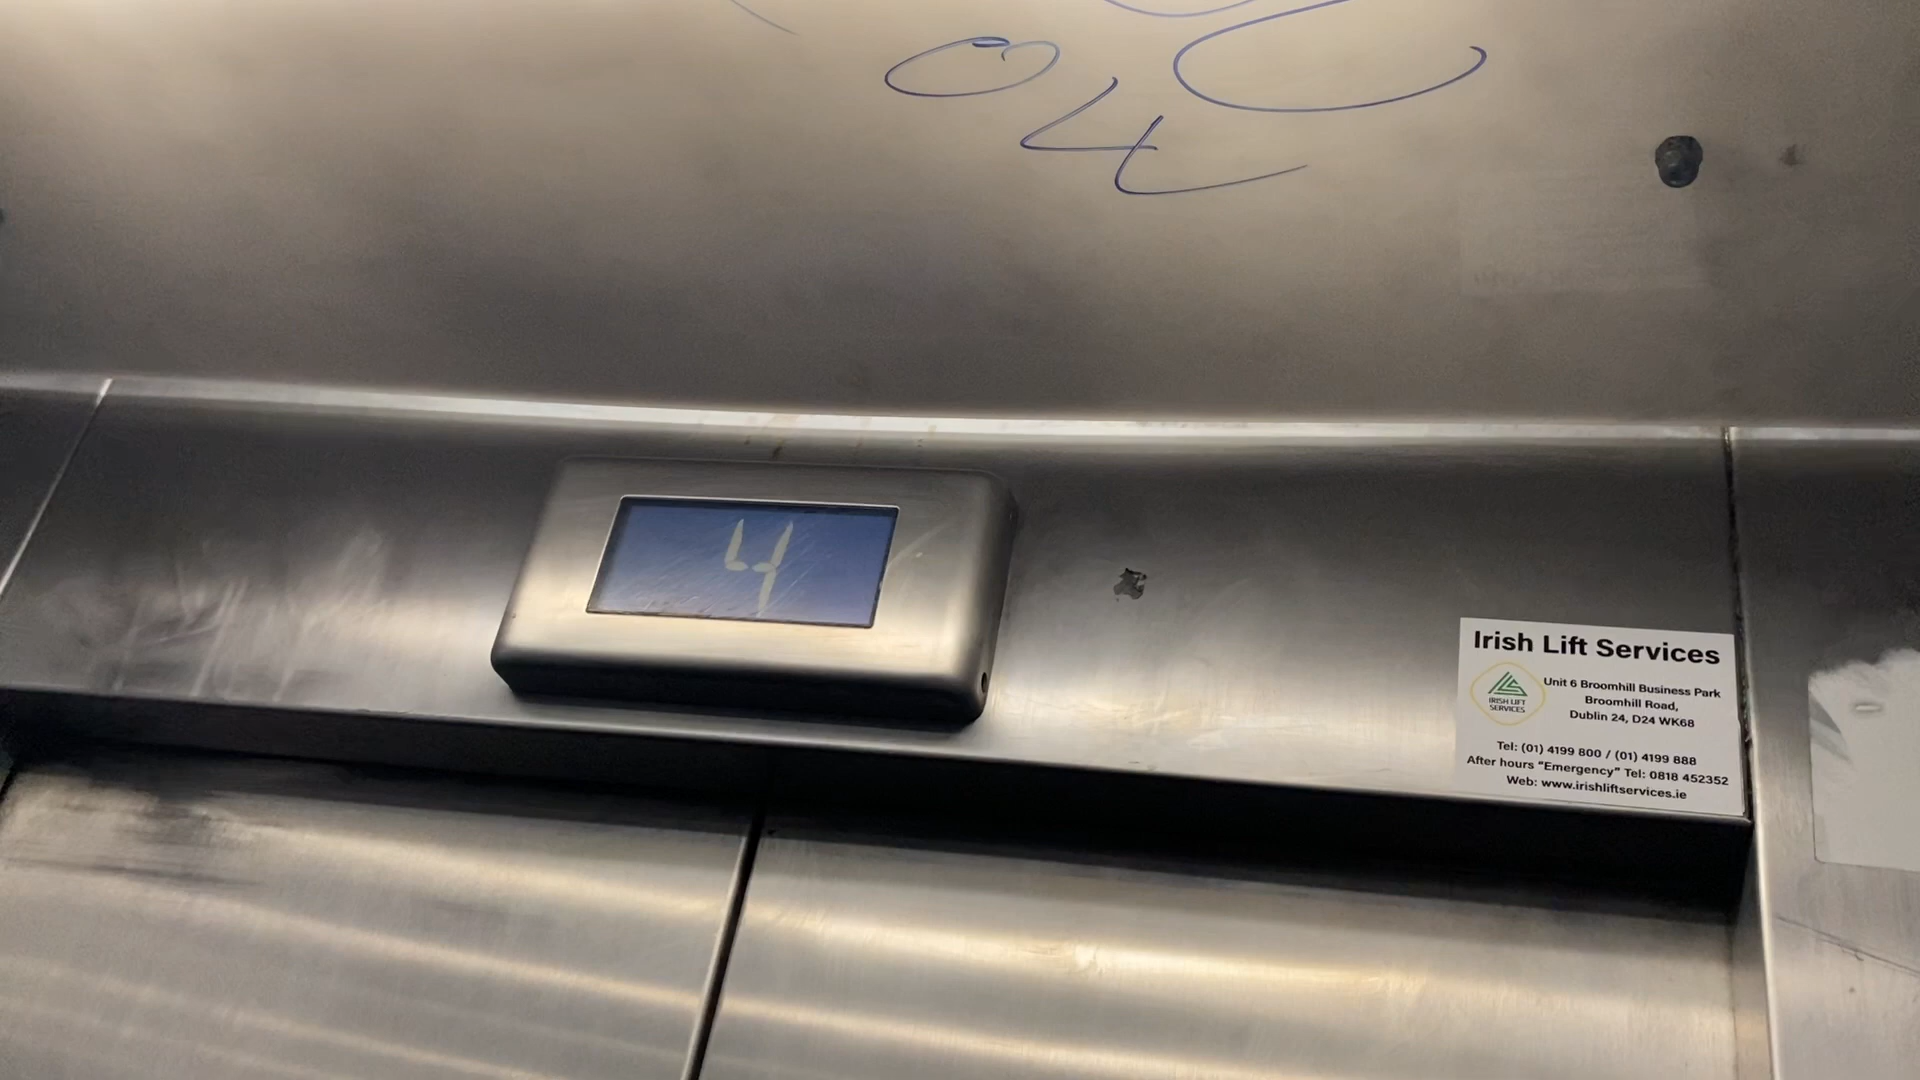 04
4
Irish Lift Services
IRISH LIFT
SERVICES
Unit 6 Broomhill Business Park
Broomhill Road,
Dublin 24, D24 WK68
Tel: (01) 4199 800 / (01) 4199 888
After hours "Emergency" Tel: 0818 452352
Web: www.irishliftservices.ie